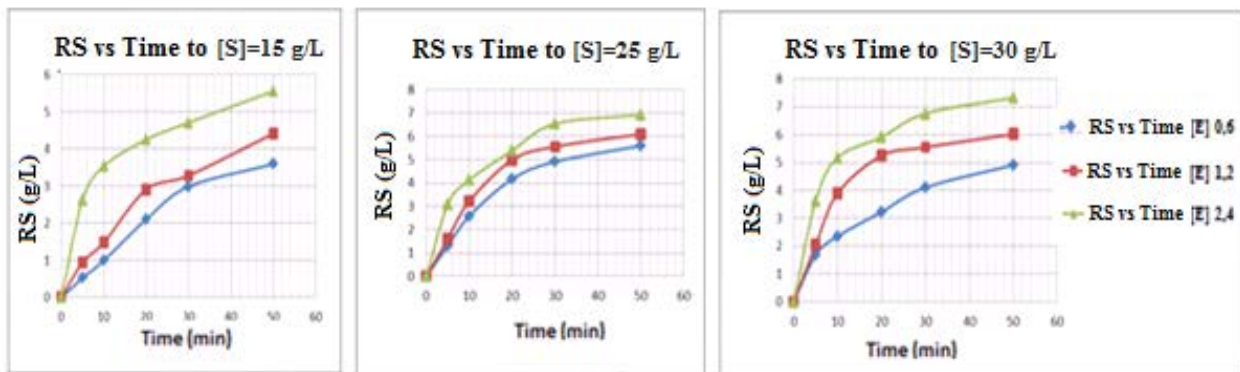 RS vs Time to [S]=15 g/L
6
5
4
3
2
1
0
0 10 20 30 40 50 60
RS (g/L)
Time (min)
RS vs Time to [S]=25 g/L
8
7
6
5
4
3
2
1
0
0 10 20 30 40 50 60
RS (g/L)
Time (min)
RS vs Time to [S]=30 g/L
8
7
6
5
4
3
2
1
0
0 10 20 30 40 50 60
RS (g/L)
Time (min)
RS vs Time [E] 0,6
RS vs Time [E] 1,2
RS vs Time [E] 2,4